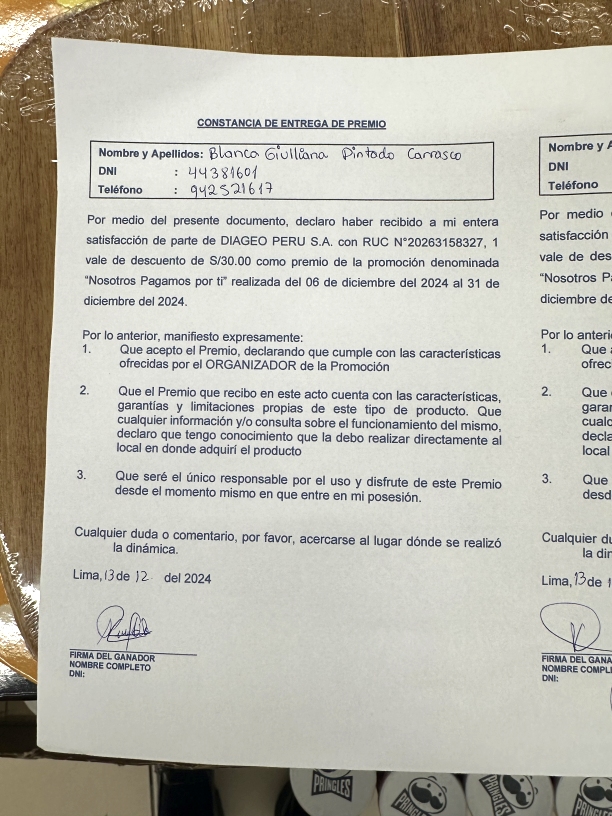 CONSTANCIA DE ENTREGA DE PREMIO
Nombre y Apellidos: Blanca Giulliana Pintado Carrasco
DNI : 44381601
Teléfono : 942521617
Por medio del presente documento, declaro haber recibido a mi entera
satisfacción de parte de DIAGEO PERU S.A. con RUC N°20263158327, 1
vale de descuento de S/30.00 como premio de la promoción denominada
“Nosotros Pagamos por ti” realizada del 06 de diciembre del 2024 al 31 de
diciembre del 2024.
Por lo anterior, manifiesto expresamente:
1. Que acepto el Premio, declarando que cumple con las características
ofrecidas por el ORGANIZADOR de la Promoción
2. Que el Premio que recibo en este acto cuenta con las características,
garantías y limitaciones propias de este tipo de producto. Que
cualquier información y/o consulta sobre el funcionamiento del mismo,
declaro que tengo conocimiento que la debo realizar directamente al
local en donde adquirí el producto
3. Que seré el único responsable por el uso y disfrute de este Premio
desde el momento mismo en que entre en mi posesión.
Cualquier duda o comentario, por favor, acercarse al lugar dónde se realizó
la dinámica.
Lima, 13 de 12 del 2024
FIRMA DEL GANADOR
NOMBRE COMPLETO
DNI:
Nombre y A
DNI
Teléfono
Por medio
satisfacción
vale de des
“Nosotros Pa
diciembre de
Por lo anteri
1. Que
ofrec
2. Que
garar
cualc
decla
local
3. Que
desd
Cualquier du
la din
Lima, 13 de 1
FIRMA DEL GANA
NOMBRE COMPL
DNI:
PRINGLES
PRINGLES
PRINGLES
PRINGLES